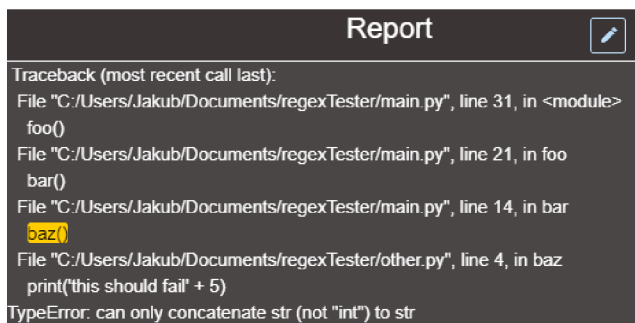 Report
Traceback (most recent call last):
File "C:/Users/Jakub/Documents/regexTester/main.py", line 31, in <module>
foo()
File "C:/Users/Jakub/Documents/regexTester/main.py", line 21, in foo
bar()
File "C:/Users/Jakub/Documents/regexTester/main.py", line 14, in bar
baz()
File "C:/Users/Jakub/Documents/regexTester/other.py", line 4, in baz
print('this should fail' + 5)
TypeError: can only concatenate str (not "int") to str